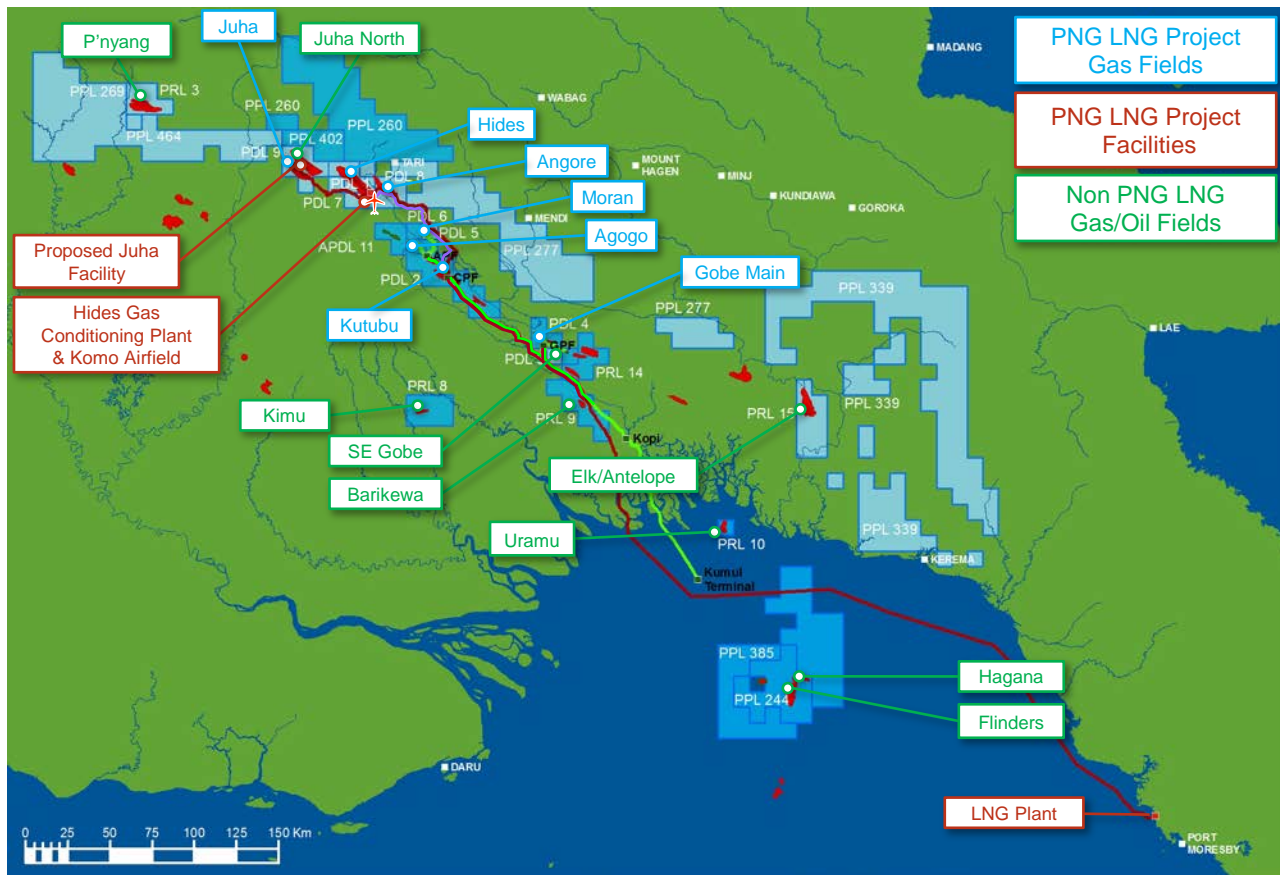 P'nyang
Juha
Juha North
PNG LNG Project
Gas Fields
PNG LNG Project
Facilities
Non PNG LNG
Gas/Oil Fields
MADANG
PPL 269
PRL 3
PPL 464
PPL 260
PPL 402
PPL 260
WABAG
Hides
PDL 9
TARI
PDL 8
Angore
MOUNT
HAGEN
MINJ
KUNDIAWA
GOROKA
PDL 7
Moran
PDL 6
PDL 5
MENDI
APDL 11
Agogo
PPL 277
Proposed Juha
Facility
PDL 2
CPF
Gobe Main
PPL 339
Hides Gas
Conditioning Plant
& Komo Airfield
Kutubu
PPL 277
PDL 4
GPF
LAE
PRL 14
PRL 8
PPL 339
Kimu
PRL 9
PRL 15
SE Gobe
Kopi
Elk/Antelope
Barikewa
Uramu
PRL 10
PPL 339
KEREMA
Kumul
Terminal
PPL 385
PPL 244
Hagana
Flinders
DARU
LNG Plant
PORT
MORESBY
0 25 50 75 100 125 150 Km